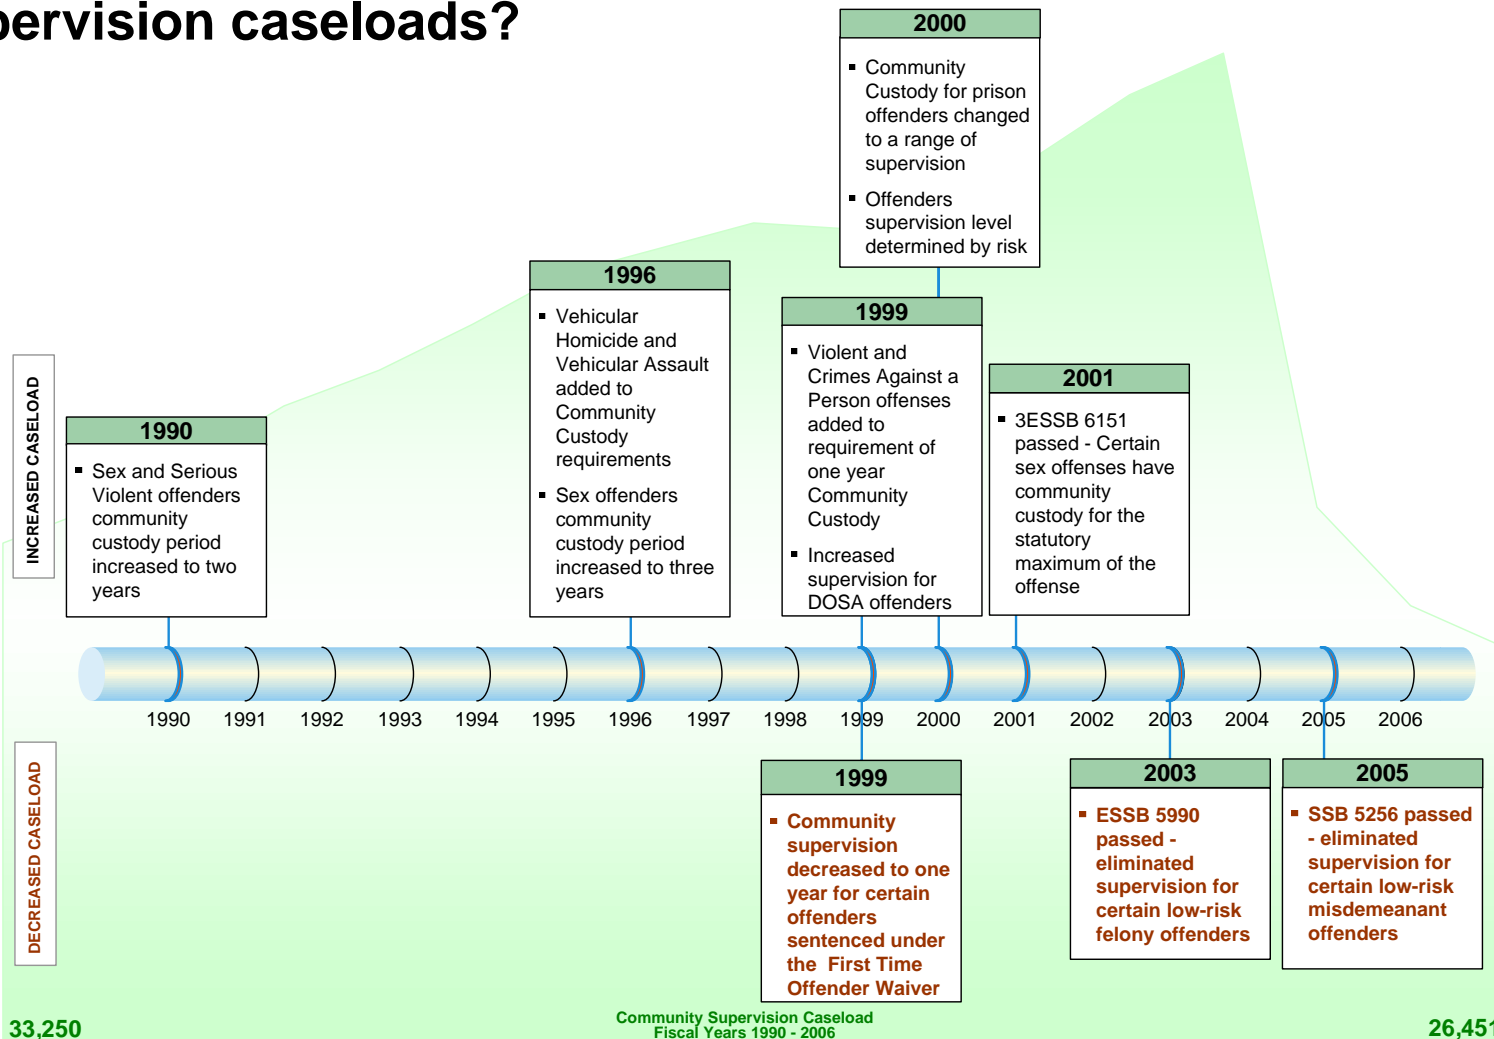 pervision caseloads?
2000
▪ Community
Custody for prison
offenders changed
to a range of
supervision
▪ Offenders
supervision level
determined by risk
1996
▪ Vehicular
Homicide and
Vehicular Assault
added to
Community
Custody
requirements
▪ Sex offenders
community
custody period
increased to three
years
1999
▪ Violent and
Crimes Against a
Person offenses
added to
requirement of
one year
Community
Custody
▪ Increased
supervision for
DOSA offenders
2001
▪ 3ESSB 6151
passed - Certain
sex offenses have
community
custody for the
statutory
maximum of the
offense
INCREASED CASELOAD
1990
▪ Sex and Serious
Violent offenders
community
custody period
increased to two
years
1990 1991 1992 1993 1994 1995 1996 1997 1998 1999 2000 2001 2002 2003 2004 2005 2006
DECREASED CASELOAD
1999
▪ Community
supervision
decreased to one
year for certain
offenders
sentenced under
the First Time
Offender Waiver
2003
▪ ESSB 5990
passed -
eliminated
supervision for
certain low-risk
felony offenders
2005
▪ SSB 5256 passed
- eliminated
supervision for
certain low-risk
misdemeanant
offenders
33,250
Community Supervision Caseload
Fiscal Years 1990 - 2006
26,451